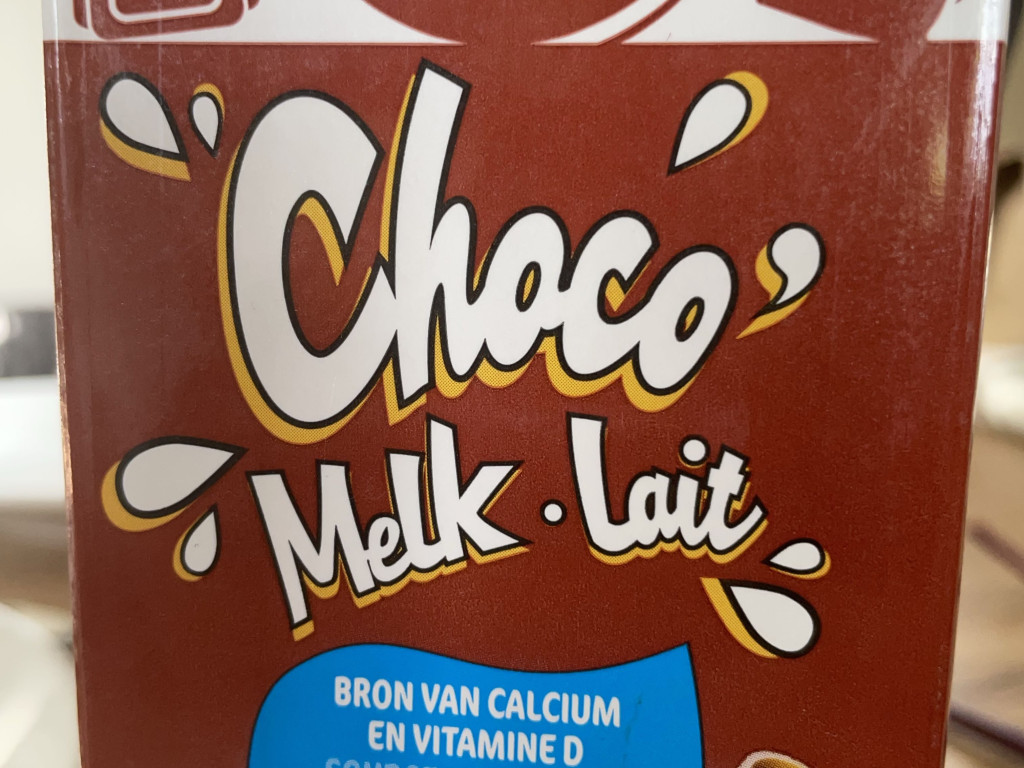 Choco
Melk · Lait
BRON VAN CALCIUM
EN VITAMINE D